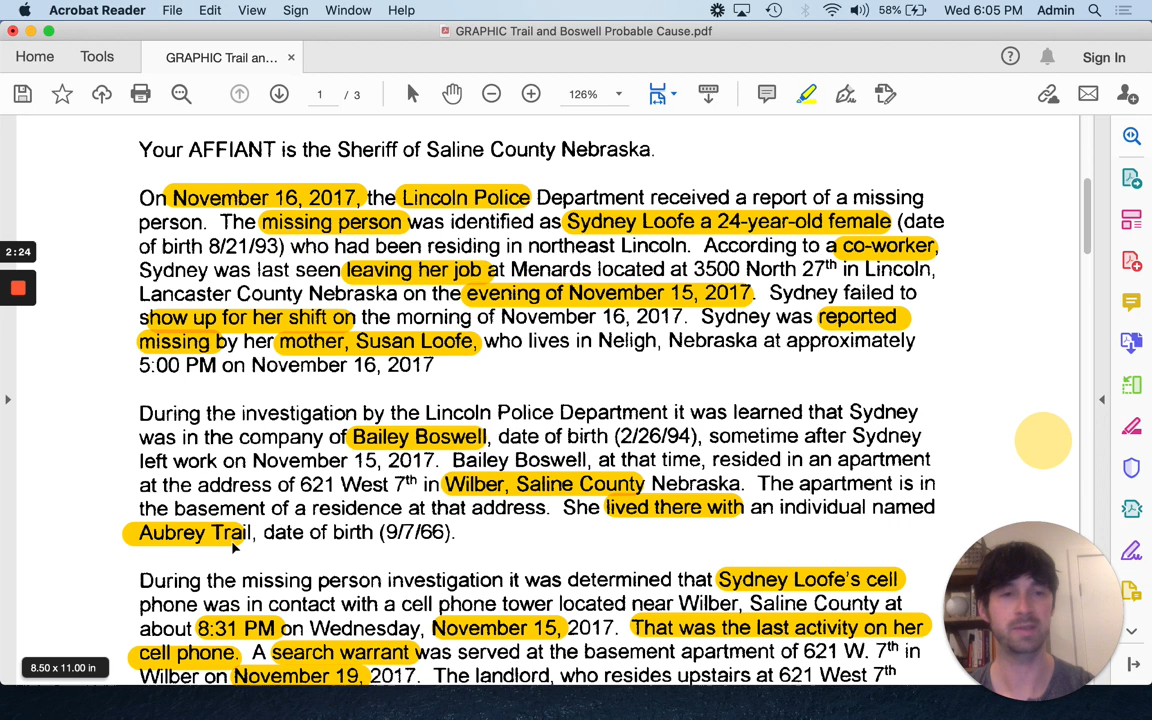 Acrobat Reader File Edit View Sign Window Help 58% Wed 6:05 PM Admin
GRAPHIC Trail and Boswell Probable Cause.pdf
Home Tools GRAPHIC Trail an... × Sign In
1 / 3 126%
Your AFFIANT is the Sheriff of Saline County Nebraska.
On November 16, 2017, the Lincoln Police Department received a report of a missing
person. The missing person was identified as Sydney Loofe a 24-year-old female (date
of birth 8/21/93) who had been residing in northeast Lincoln. According to a co-worker,
Sydney was last seen leaving her job at Menards located at 3500 North 27th in Lincoln,
Lancaster County Nebraska on the evening of November 15, 2017. Sydney failed to
show up for her shift on the morning of November 16, 2017. Sydney was reported
missing by her mother, Susan Loofe, who lives in Neligh, Nebraska at approximately
5:00 PM on November 16, 2017
During the investigation by the Lincoln Police Department it was learned that Sydney
was in the company of Bailey Boswell, date of birth (2/26/94), sometime after Sydney
left work on November 15, 2017. Bailey Boswell, at that time, resided in an apartment
at the address of 621 West 7th in Wilber, Saline County Nebraska. The apartment is in
the basement of a residence at that address. She lived there with an individual named
Aubrey Trail, date of birth (9/7/66).
During the missing person investigation it was determined that Sydney Loofe's cell
phone was in contact with a cell phone tower located near Wilber, Saline County at
about 8:31 PM on Wednesday, November 15, 2017. That was the last activity on her
cell phone. A search warrant was served at the basement apartment of 621 W. 7th in
Wilber on November 19, 2017. The landlord, who resides upstairs at 621 West 7th
2:24
8.50 x 11.00 in